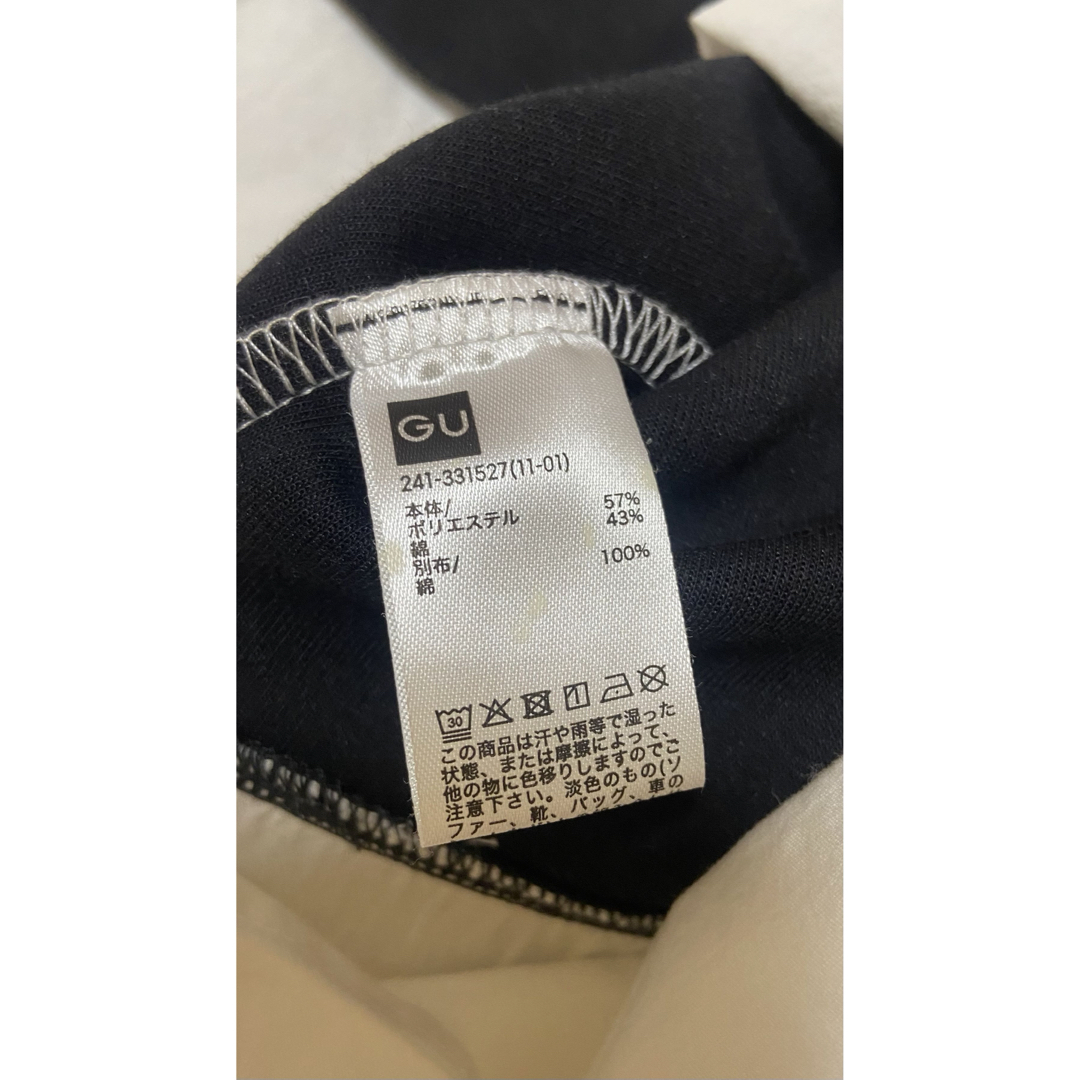 GU
241-331527(11-01)
本体/
ポリエステル 57%
綿 43%
別布/
綿 100%
30
この商品は汗や雨等で湿った
状態、または摩擦によって、
他の物に色移りしますのでご
注意下さい。淡色のもの(ソ
ファー、靴、バッグ、車の